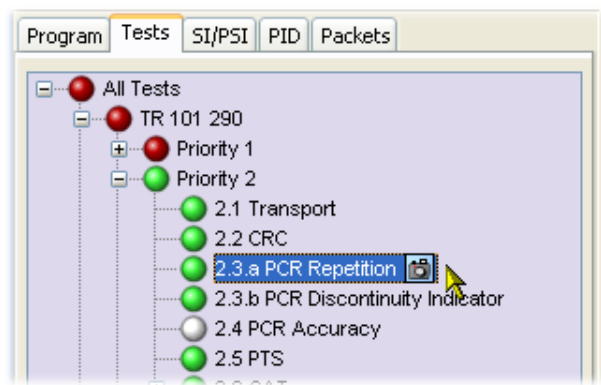 Program Tests SI/PSI PID Packets
All Tests
TR 101 290
Priority 1
Priority 2
2.1 Transport
2.2 CRC
2.3.a PCR Repetition
2.3.b PCR Discontinuity Indicator
2.4 PCR Accuracy
2.5 PTS